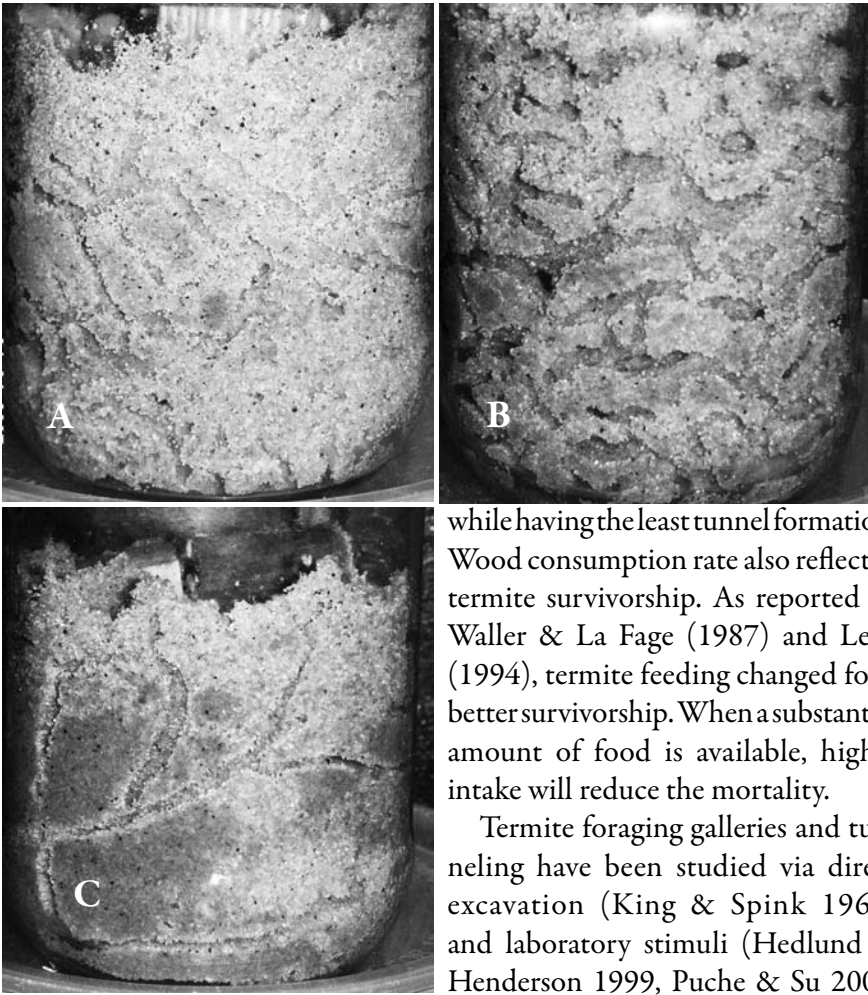 A
B
C
while having the least tunnel formatio
Wood consumption rate also reflect
termite survivorship. As reported
Waller & La Fage (1987) and Le
(1994), termite feeding changed fo
better survivorship. When a substant
amount of food is available, high
intake will reduce the mortality.
Termite foraging galleries and tu
neling have been studied via dire
excavation (King & Spink 196
and laboratory stimuli (Hedlund
Henderson 1999, Puche & Su 200